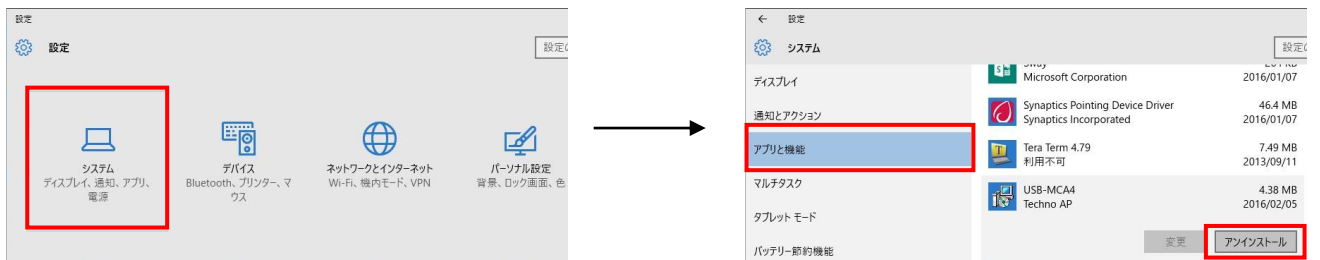 設定
設定
設定
システム
ディスプレイ、通知、アプリ、
電源
デバイス
Bluetooth、プリンター、マ
ウス
ネットワークとインターネット
Wi-Fi、機内モード、VPN
パーソナル設定
背景、ロック画面、色
← 設定
システム
設定
ディスプレイ
通知とアクション
アプリと機能
マルチタスク
タブレット モード
バッテリー節約機能
Microsoft Corporation 2016/01/07
Synaptics Pointing Device Driver 46.4 MB
Synaptics Incorporated 2016/01/07
Tera Term 4.79 7.49 MB
利用不可 2013/09/11
USB-MCA4 4.38 MB
Techno AP 2016/02/05
変更 アンインストール